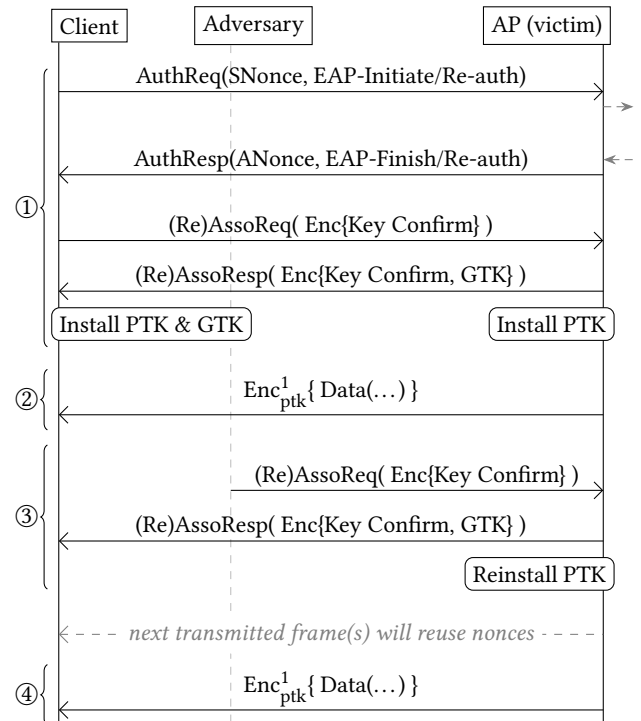 Client
Adversary
AP (victim)
AuthReq(SNonce, EAP-Initiate/Re-auth)
AuthResp(ANonce, EAP-Finish/Re-auth)
①
(Re)AssoReq( Enc{Key Confirm} )
(Re)AssoResp( Enc{Key Confirm, GTK} )
Install PTK & GTK
Install PTK
②
Enc¹ptk{ Data(…) }
③
(Re)AssoReq( Enc{Key Confirm} )
(Re)AssoResp( Enc{Key Confirm, GTK} )
Reinstall PTK
next transmitted frame(s) will reuse nonces
④
Enc¹ptk{ Data(…) }